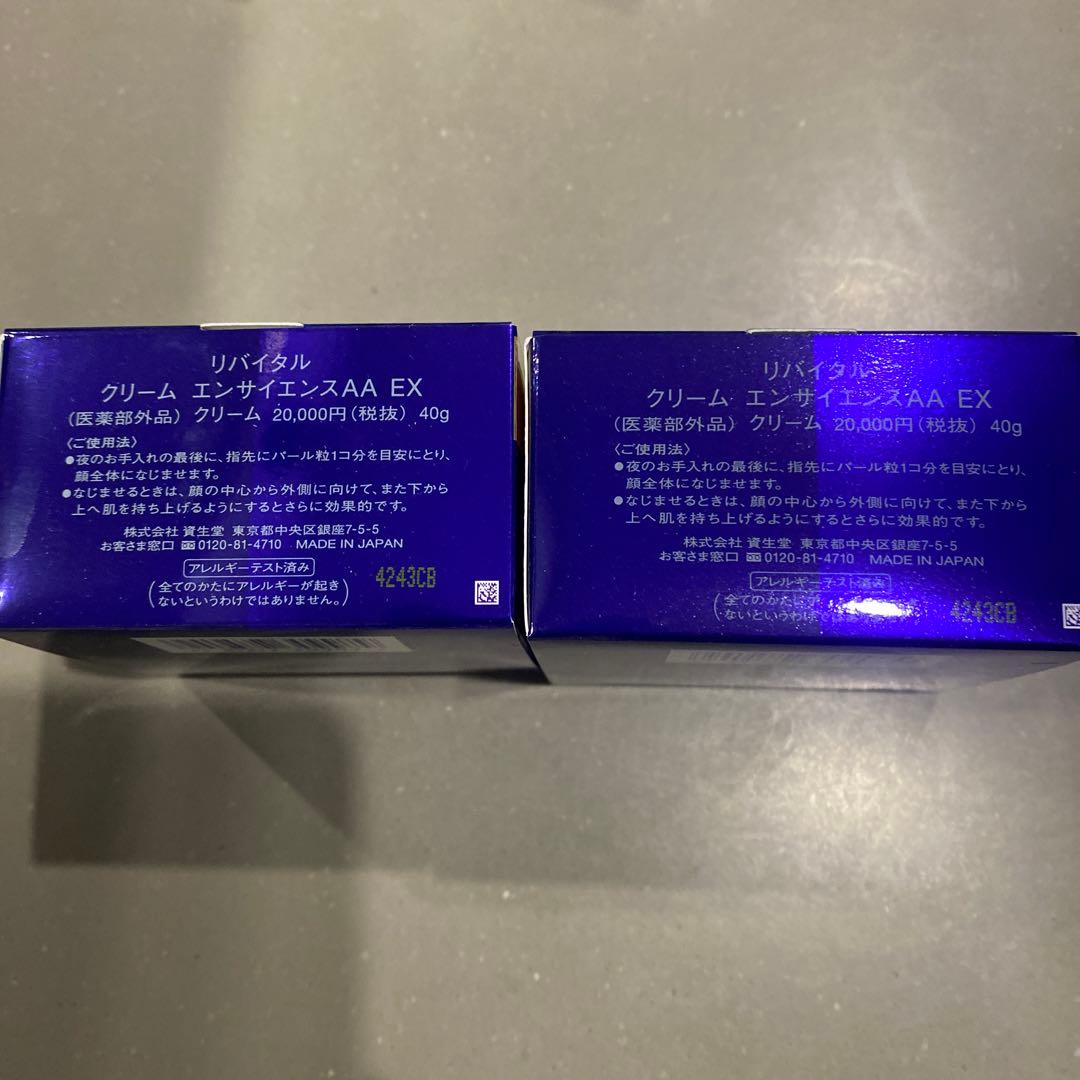 リバイタル
クリーム エンサイエンスAA EX
(医薬部外品) クリーム 20,000円(税抜) 40g
〈ご使用法〉
●夜のお手入れの最後に、指先にパール粒1コ分を目安にとり、
顔全体になじませます。
●なじませるときは、顔の中心から外側に向けて、また下から
上へ肌を持ち上げるようにするとさらに効果的です。
株式会社 資生堂 東京都中央区銀座7-5-5
お客さま窓口 0120-81-4710 MADE IN JAPAN
アレルギーテスト済み
(全てのかたにアレルギーが起き
ないというわけではありません。)
4243CB
リバイタル
クリーム エンサイエンスAA EX
(医薬部外品) クリーム 20,000円(税抜) 40g
〈ご使用法〉
●夜のお手入れの最後に、指先にパール粒1コ分を目安にとり、
顔全体になじませます。
●なじませるときは、顔の中心から外側に向けて、また下から
上へ肌を持ち上げるようにするとさらに効果的です。
株式会社 資生堂 東京都中央区銀座7-5-5
お客さま窓口 0120-81-4710 MADE IN JAPAN
アレルギーテスト済み
(全てのかたに
ないというわけでは
4243CB